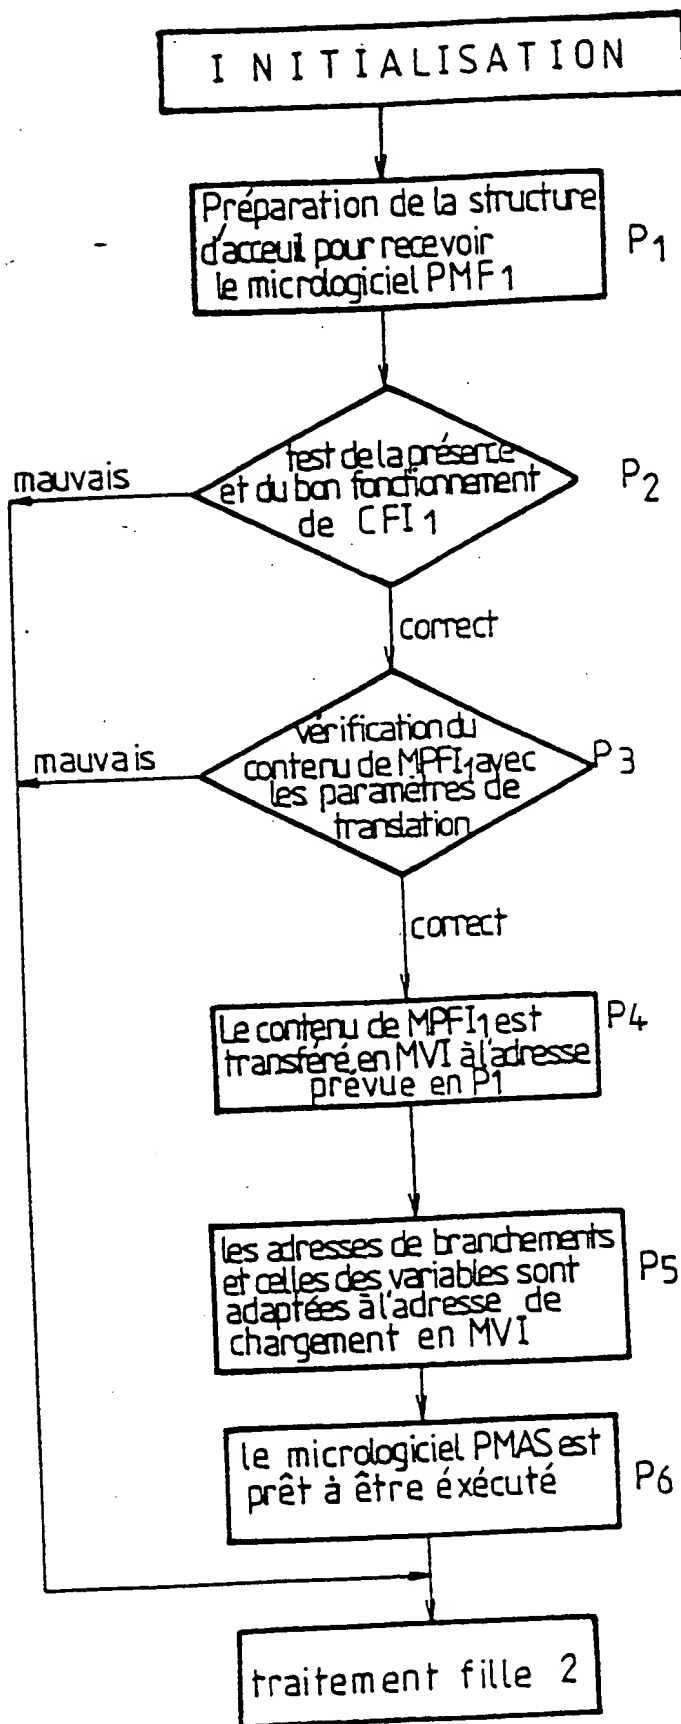 INITIALISATION
Préparation de la structure
d'acceuil pour recevoir
le micrologiciel PMF1
P1
test de la présence
et du bon fonctionnement
de CFI1
P2
mauvais
correct
vérification du
contenu de MPFI1 avec
les paramètres de
translation
P3
mauvais
correct
Le contenu de MPFI1 est
transféré en MVI à l'adresse
prévue en P1
P4
les adresses de branchements
et celles des variables sont
adaptées à l'adresse de
chargement en MVI
P5
le micrologiciel PMAS est
prêt à être éxécuté
P6
traitement fille 2